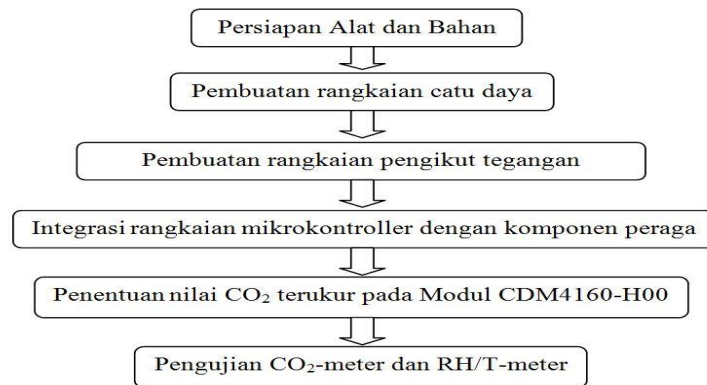 Persiapan Alat dan Bahan
Pembuatan rangkaian catu daya
Pembuatan rangkaian pengikut tegangan
Integrasi rangkaian mikrokontroller dengan komponen peraga
Penentuan nilai CO₂ terukur pada Modul CDM4160-H00
Pengujian CO₂-meter dan RH/T-meter